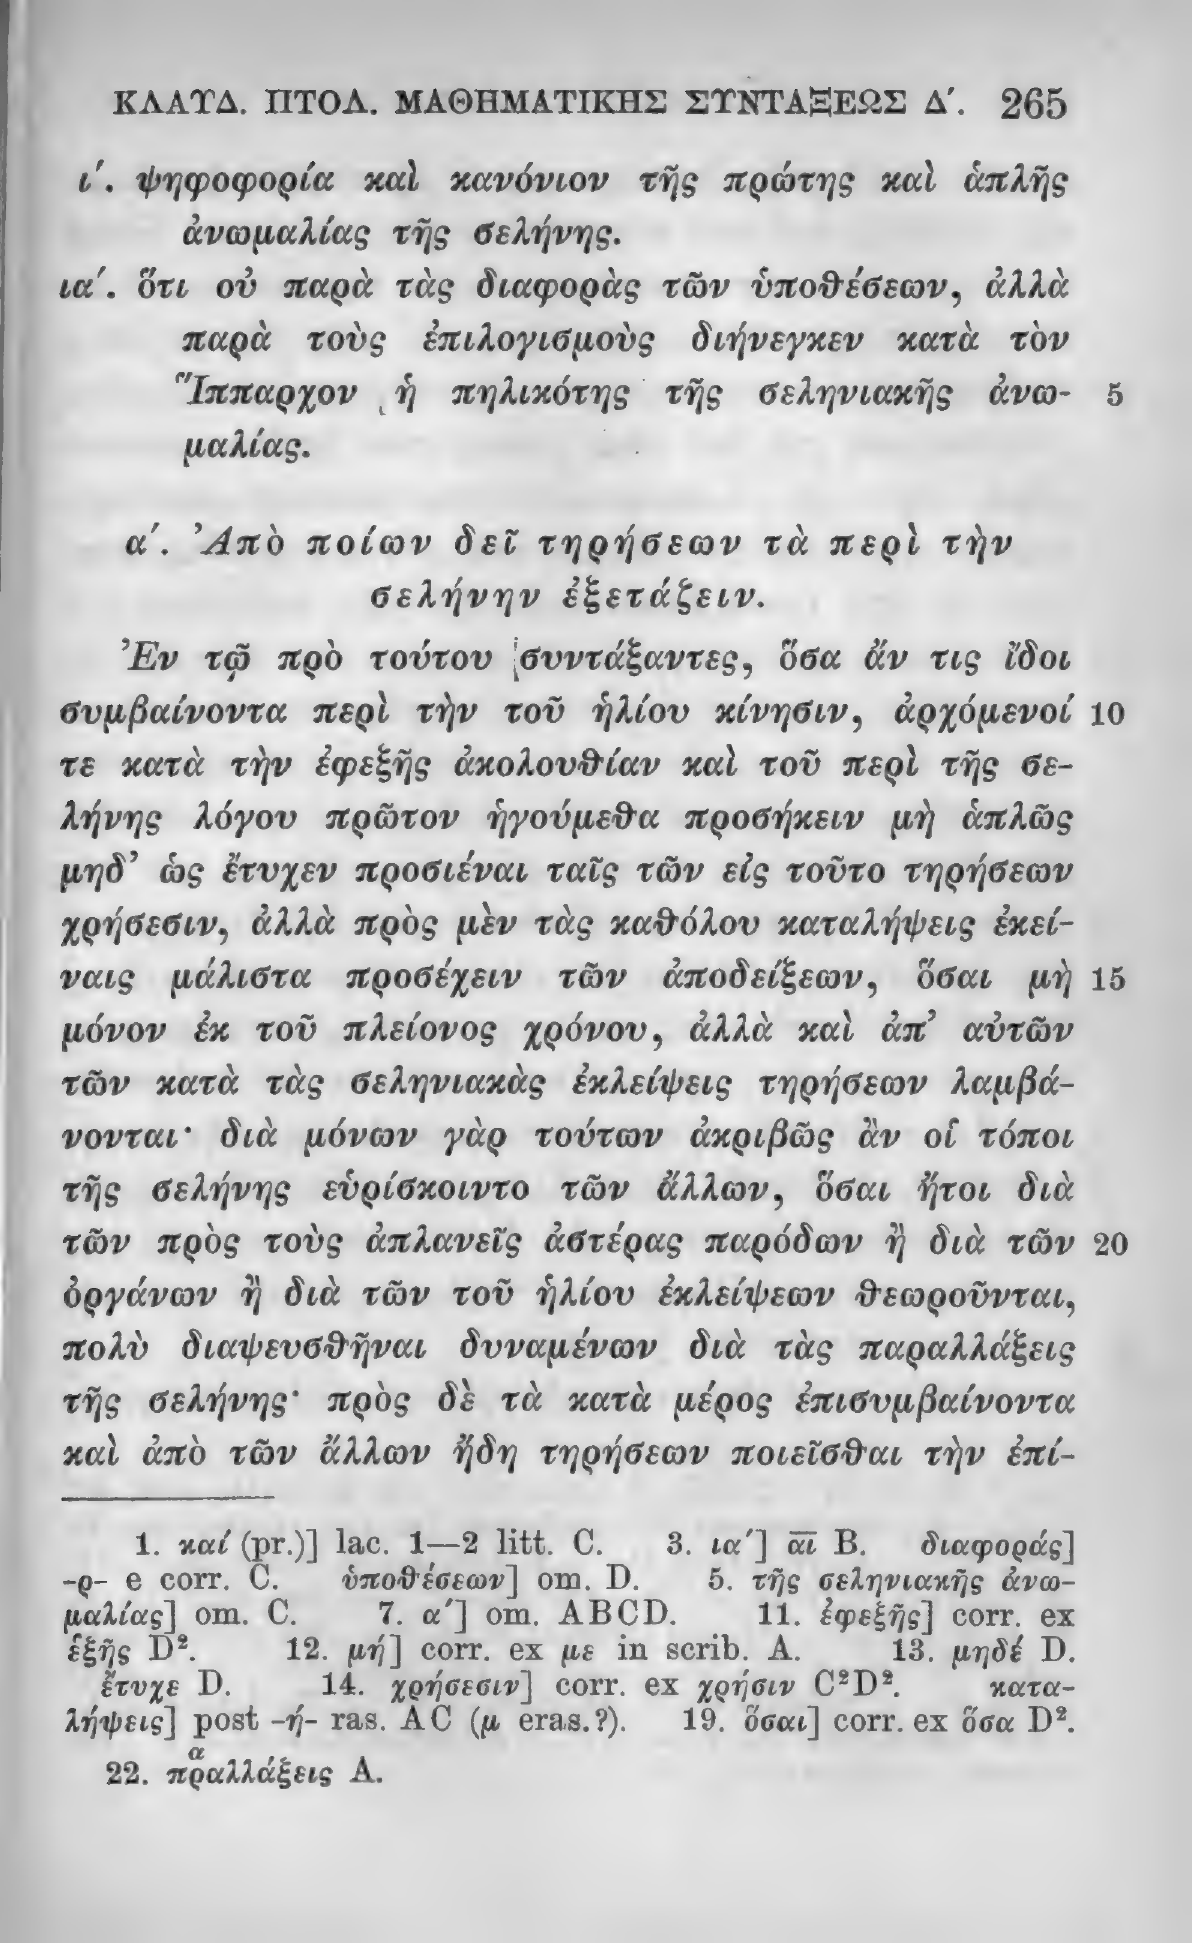 ΚΛΑΥΔ. ΠΤΟΛ. ΜΑΘΗΜΑΤΙΚΗΣ ΣΥΝΤΑΞΕΩΣ Δ΄. 265
ι΄. ψηφοφορία καὶ κανόνιον τῆς πρώτης καὶ ἁπλῆς
ἀνωμαλίας τῆς σελήνης.
ια΄. ὅτι οὐ παρὰ τὰς διαφορὰς τῶν ὑποθέσεων, ἀλλὰ
παρὰ τοὺς ἐπιλογισμοὺς διήνεγκεν κατὰ τὸν
Ἵππαρχον ἡ πηλικότης τῆς σεληνιακῆς ἀνω- 5
μαλίας.
α΄. Ἀπὸ ποίων δεῖ τηρήσεων τὰ περὶ τὴν
σελήνην ἐξετάζειν.
Ἐν τῷ πρὸ τούτου συντάξαντες, ὅσα ἄν τις ἴδοι
συμβαίνοντα περὶ τὴν τοῦ ἡλίου κίνησιν, ἀρχόμενοί 10
τε κατὰ τὴν ἐφεξῆς ἀκολουθίαν καὶ τοῦ περὶ τῆς σε-
λήνης λόγου πρῶτον ἡγούμεθα προσήκειν μὴ ἁπλῶς
μηδ’ ὡς ἔτυχεν προσιέναι ταῖς τῶν εἰς τοῦτο τηρήσεων
χρήσεσιν, ἀλλὰ πρὸς μὲν τὰς καθόλου καταλήψεις ἐκεί-
ναις μάλιστα προσέχειν τῶν ἀποδείξεων, ὅσαι μὴ 15
μόνον ἐκ τοῦ πλείονος χρόνου, ἀλλὰ καὶ ἀπ’ αὐτῶν
τῶν κατὰ τὰς σεληνιακὰς ἐκλείψεις τηρήσεων λαμβά-
νονται· διὰ μόνων γὰρ τούτων ἀκριβῶς ἂν οἱ τόποι
τῆς σελήνης εὑρίσκοιντο τῶν ἄλλων, ὅσαι ἤτοι διὰ
τῶν πρὸς τοὺς ἀπλανεῖς ἀστέρας παρόδων ἢ διὰ τῶν 20
ὀργάνων ἢ διὰ τῶν τοῦ ἡλίου ἐκλείψεων θεωροῦνται,
πολὺ διαψευσθῆναι δυναμένων διὰ τὰς παραλλάξεις
τῆς σελήνης· πρὸς δὲ τὰ κατὰ μέρος ἐπισυμβαίνοντα
καὶ ἀπὸ τῶν ἄλλων ἤδη τηρήσεων ποιεῖσθαι τὴν ἐπί-
1. καί (pr.)] lac. 1—2 litt. C. 3. ια΄] α̅ι̅ B. διαφοράς]
-ρ- e corr. C. ὑποθέσεων] om. D. 5. τῆς σεληνιακῆς ἀνω-
μαλίας] om. C. 7. α΄] om. ABCD. 11. ἐφεξῆς] corr. ex
ἑξῆς D². 12. μή] corr. ex με in scrib. A. 13. μηδέ D.
ἔτυχε D. 14. χρήσεσιν] corr. ex χρήσιν C²D². κατα-
λήψεις] post -ή- ras. AC (μ eras.?). 19. ὅσαι] corr. ex ὅσα D².
22. πρͣαλλάξεις A.